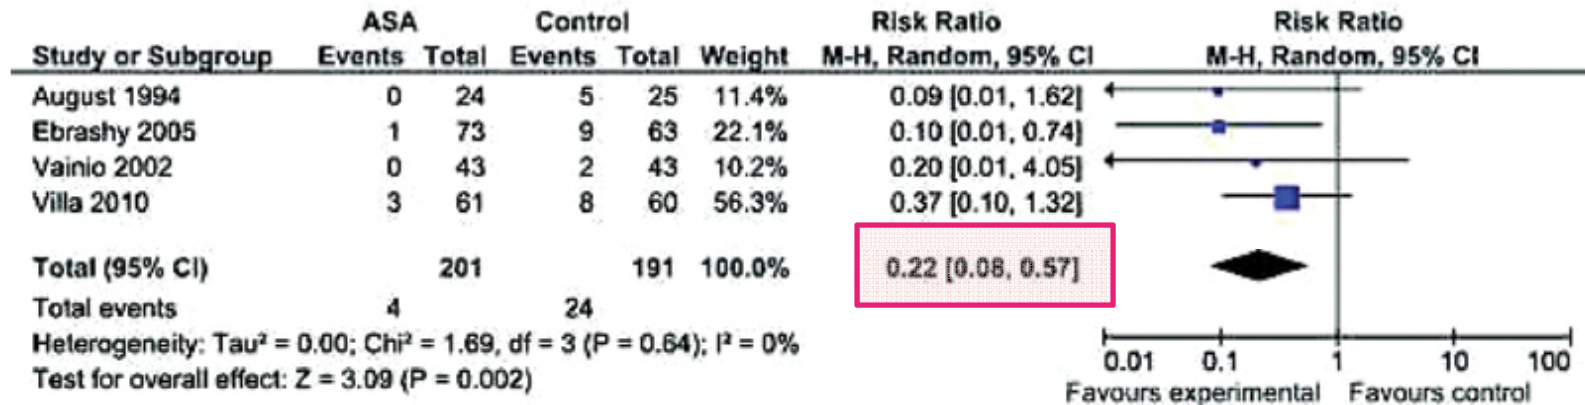 ASA Control Risk Ratio Risk Ratio
Study or Subgroup Events Total Events Total Weight M-H, Random, 95% CI M-H, Random, 95% CI
August 1994 0 24 5 25 11.4% 0.09 [0.01, 1.62]
Ebrashy 2005 1 73 9 63 22.1% 0.10 [0.01, 0.74]
Vainio 2002 0 43 2 43 10.2% 0.20 [0.01, 4.05]
Villa 2010 3 61 8 60 56.3% 0.37 [0.10, 1.32]
Total (95% CI) 201 191 100.0% 0.22 [0.08, 0.57]
Total events 4 24
Heterogeneity: Tau² = 0.00; Chi² = 1.69, df = 3 (P = 0.64); I² = 0%
Test for overall effect: Z = 3.09 (P = 0.002)
0.01 0.1 1 10 100
Favours experimental Favours control